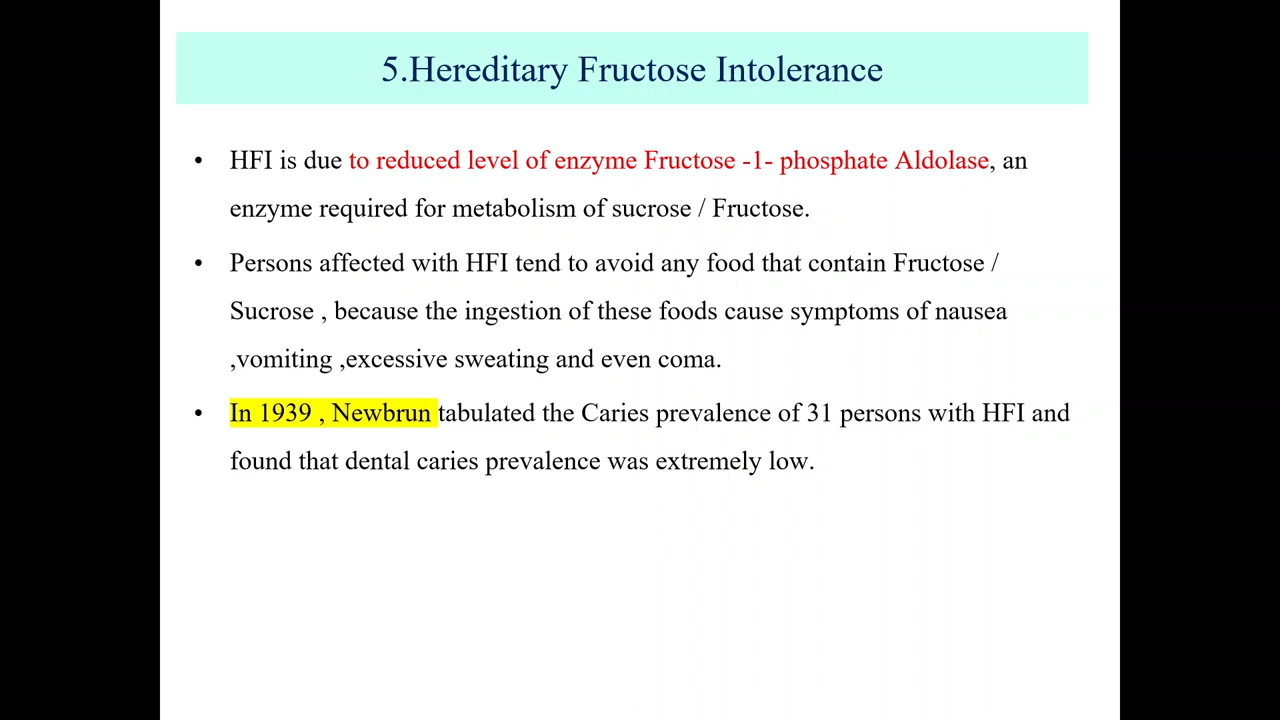 5.Hereditary Fructose Intolerance
• HFI is due to reduced level of enzyme Fructose -1- phosphate Aldolase, an
enzyme required for metabolism of sucrose / Fructose.
• Persons affected with HFI tend to avoid any food that contain Fructose /
Sucrose , because the ingestion of these foods cause symptoms of nausea
,vomiting ,excessive sweating and even coma.
• In 1939 , Newbrun tabulated the Caries prevalence of 31 persons with HFI and
found that dental caries prevalence was extremely low.